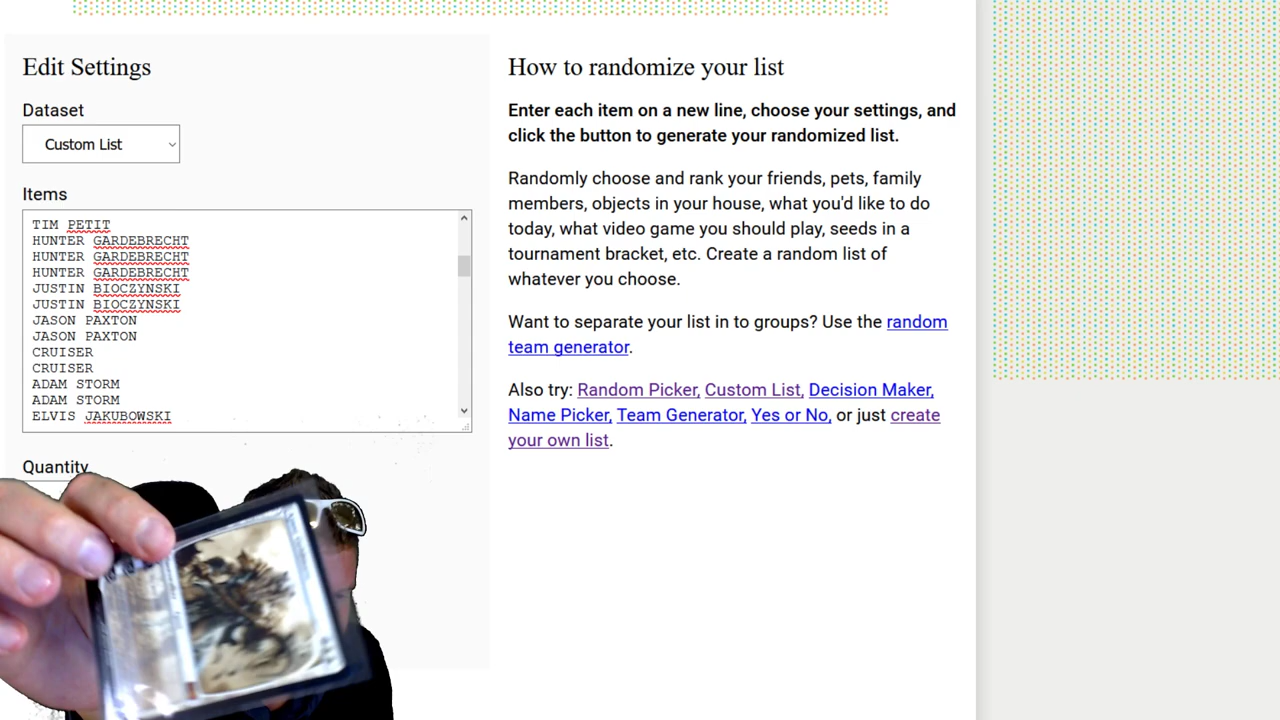 Edit Settings
Dataset
Custom List
Items
TIM PETIT
HUNTER GARDEBRECHT
HUNTER GARDEBRECHT
HUNTER GARDEBRECHT
JUSTIN BIOCZYNSKI
JUSTIN BIOCZYNSKI
JASON PAXTON
JASON PAXTON
CRUISER
CRUISER
ADAM STORM
ADAM STORM
ELVIS JAKUBOWSKI
Quantity
How to randomize your list
Enter each item on a new line, choose your settings, and
click the button to generate your randomized list.
Randomly choose and rank your friends, pets, family
members, objects in your house, what you'd like to do
today, what video game you should play, seeds in a
tournament bracket, etc. Create a random list of
whatever you choose.
Want to separate your list in to groups? Use the random
team generator.
Also try: Random Picker, Custom List, Decision Maker,
Name Picker, Team Generator, Yes or No, or just create
your own list.